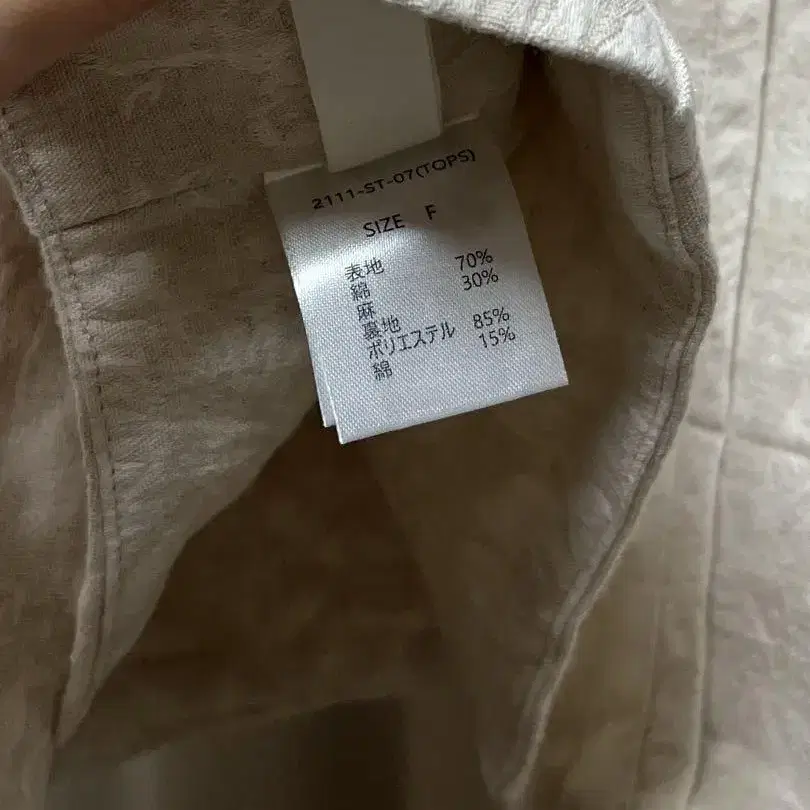 2111-ST-07(TOPS)
SIZE F
表地
綿 70%
麻 30%
裏地
ポリエステル 85%
綿 15%